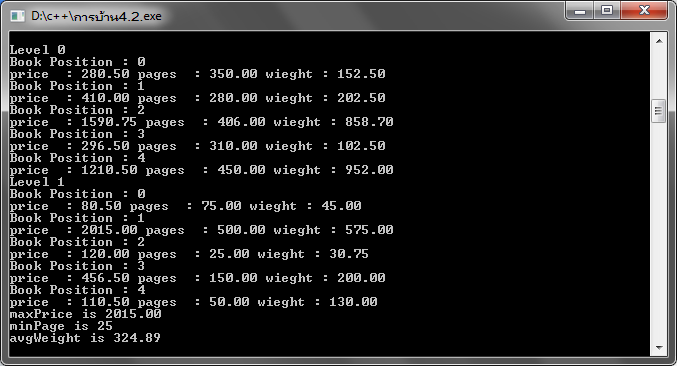 D:\c++\การบ้าน4.2.exe
Level 0
Book Position : 0
price  : 280.50 pages  : 350.00 wieght : 152.50
Book Position : 1
price  : 410.00 pages  : 280.00 wieght : 202.50
Book Position : 2
price  : 1590.75 pages  : 406.00 wieght : 858.70
Book Position : 3
price  : 296.50 pages  : 310.00 wieght : 102.50
Book Position : 4
price  : 1210.50 pages  : 450.00 wieght : 952.00
Level 1
Book Position : 0
price  : 80.50 pages  : 75.00 wieght : 45.00
Book Position : 1
price  : 2015.00 pages  : 500.00 wieght : 575.00
Book Position : 2
price  : 120.00 pages  : 25.00 wieght : 30.75
Book Position : 3
price  : 456.50 pages  : 150.00 wieght : 200.00
Book Position : 4
price  : 110.50 pages  : 50.00 wieght : 130.00
maxPrice is 2015.00
minPage is 25
avgWeight is 324.89